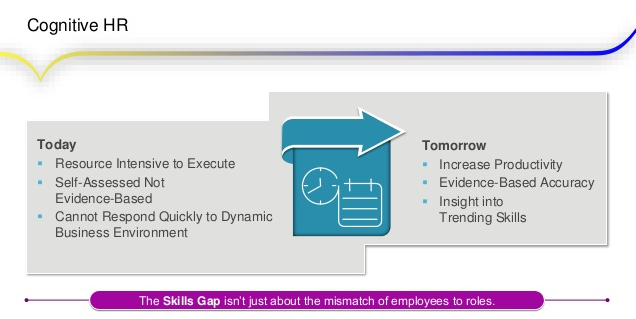 Cognitive HR
Today
Resource Intensive to Execute
Self-Assessed Not
Evidence-Based
Cannot Respond Quickly to Dynamic
Business Environment
Tomorrow
Increase Productivity
Evidence-Based Accuracy
Insight into
Trending Skills
The Skills Gap isn't just about the mismatch of employees to roles.